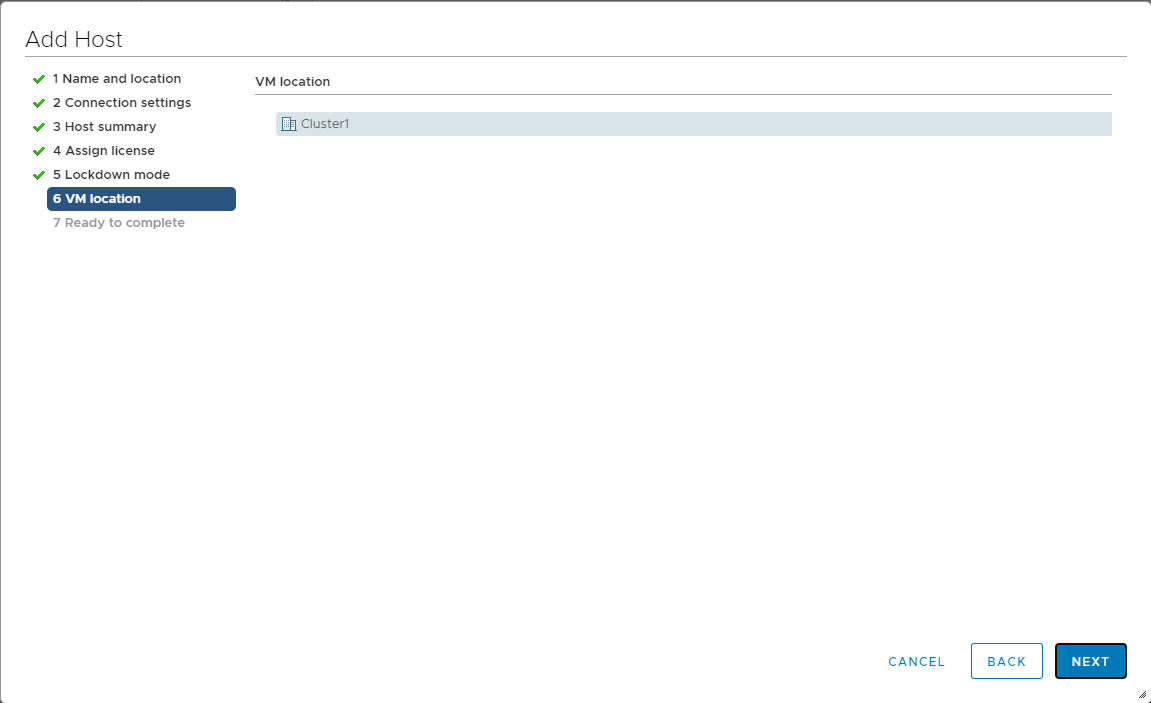 Add Host
1 Name and location
2 Connection settings
3 Host summary
4 Assign license
5 Lockdown mode
6 VM location
7 Ready to complete
VM location
Cluster1
CANCEL
BACK
NEXT